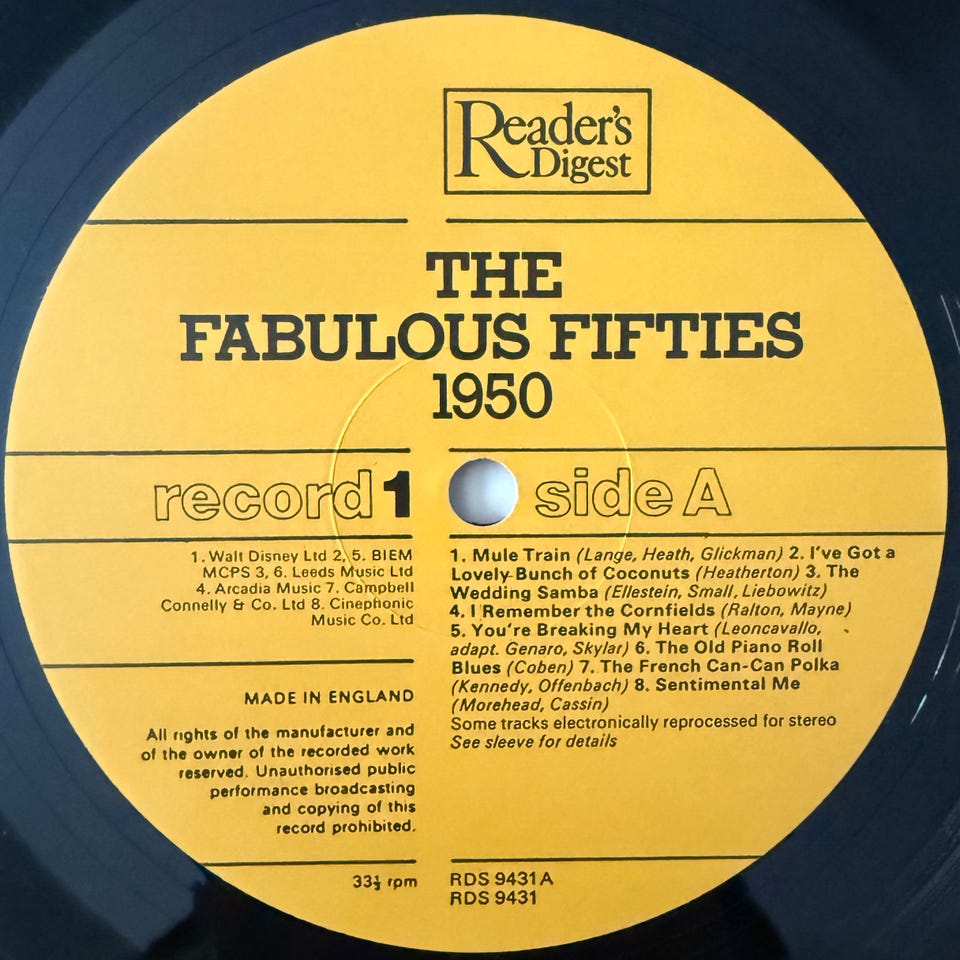 Reader's
Digest
THE
FABULOUS FIFTIES
1950
record 1
side A
1. Walt Disney Ltd 2, 5. BIEM
MCPS 3, 6. Leeds Music Ltd
4. Arcadia Music 7. Campbell
Connelly & Co. Ltd 8. Cinephonic
Music Co. Ltd
MADE IN ENGLAND
All rights of the manufacturer and
of the owner of the recorded work
reserved. Unauthorised public
performance broadcasting
and copying of this
record prohibited.
33⅓ rpm
1. Mule Train (Lange, Heath, Glickman) 2. I've Got a
Lovely Bunch of Coconuts (Heatherton) 3. The
Wedding Samba (Ellestein, Small, Liebowitz)
4. I Remember the Cornfields (Ralton, Mayne)
5. You're Breaking My Heart (Leoncavallo,
adapt. Genaro, Skylar) 6. The Old Piano Roll
Blues (Coben) 7. The French Can-Can Polka
(Kennedy, Offenbach) 8. Sentimental Me
(Morehead, Cassin)
Some tracks electronically reprocessed for stereo
See sleeve for details
RDS 9431A
RDS 9431